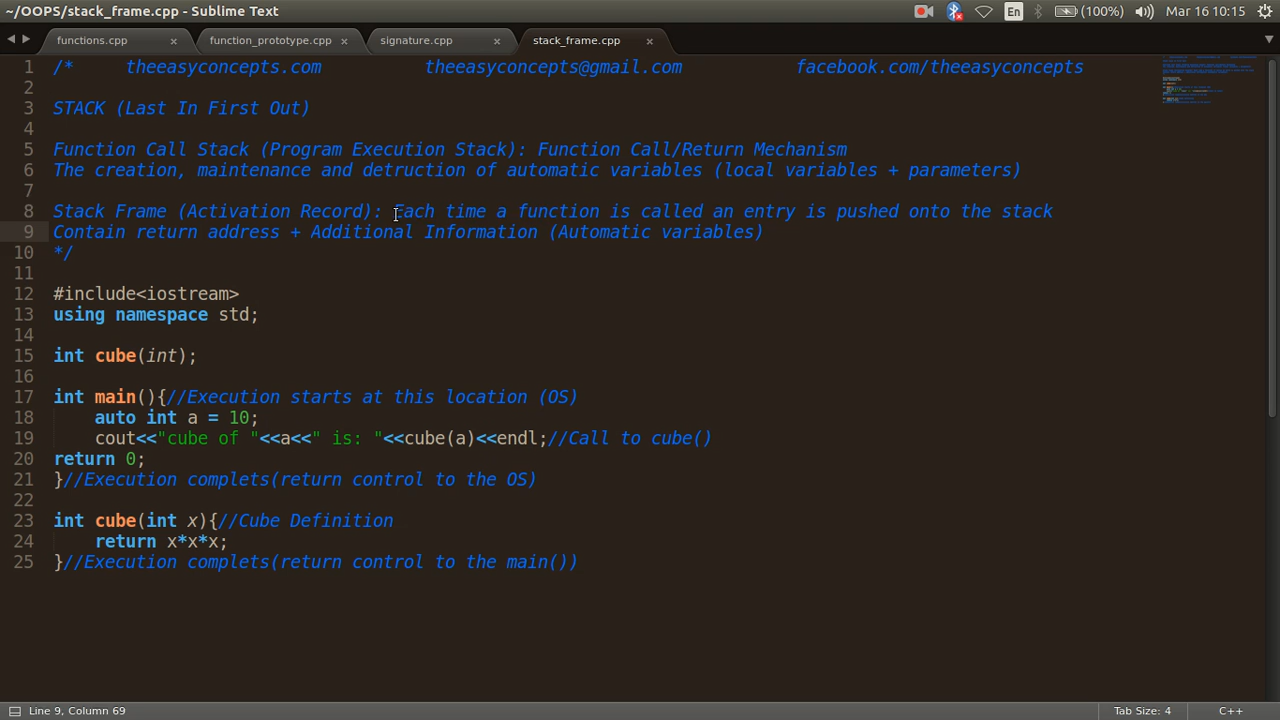 ~/OOPS/stack_frame.cpp - Sublime Text
En
(100%)
Mar 16 10:15
functions.cpp × function_prototype.cpp × signature.cpp × stack_frame.cpp ×
1 /* theeasyconcepts.com theeasyconcepts@gmail.com facebook.com/theeasyconcepts
2
3 STACK (Last In First Out)
4
5 Function Call Stack (Program Execution Stack): Function Call/Return Mechanism
6 The creation, maintenance and detruction of automatic variables (local variables + parameters)
7
8 Stack Frame (Activation Record): Each time a function is called an entry is pushed onto the stack
9 Contain return address + Additional Information (Automatic variables)
10 */
11
12 #include<iostream>
13 using namespace std;
14
15 int cube(int);
16
17 int main(){//Execution starts at this location (OS)
18 auto int a = 10;
19 cout<<"cube of "<<a<<" is: "<<cube(a)<<endl;//Call to cube()
20 return 0;
21 }//Execution complets(return control to the OS)
22
23 int cube(int x){//Cube Definition
24 return x*x*x;
25 }//Execution complets(return control to the main())
Line 9, Column 69
Tab Size: 4
C++